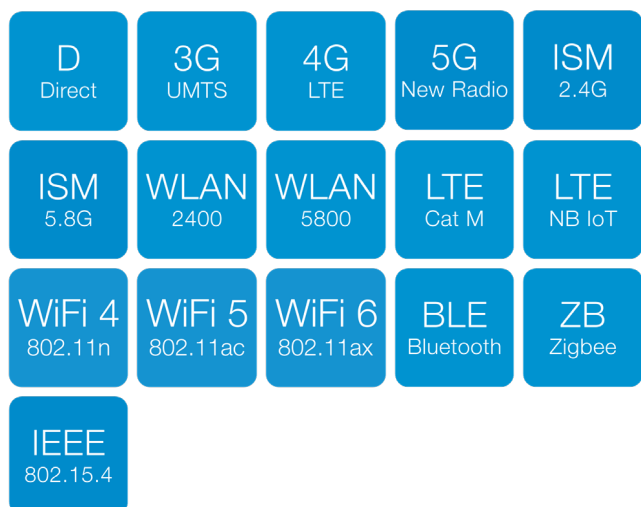 D
Direct
3G
UMTS
4G
LTE
5G
New Radio
ISM
2.4G
ISM
5.8G
WLAN
2400
WLAN
5800
LTE
Cat M
LTE
NB IoT
WiFi 4
802.11n
WiFi 5
802.11ac
WiFi 6
802.11ax
BLE
Bluetooth
ZB
Zigbee
IEEE
802.15.4